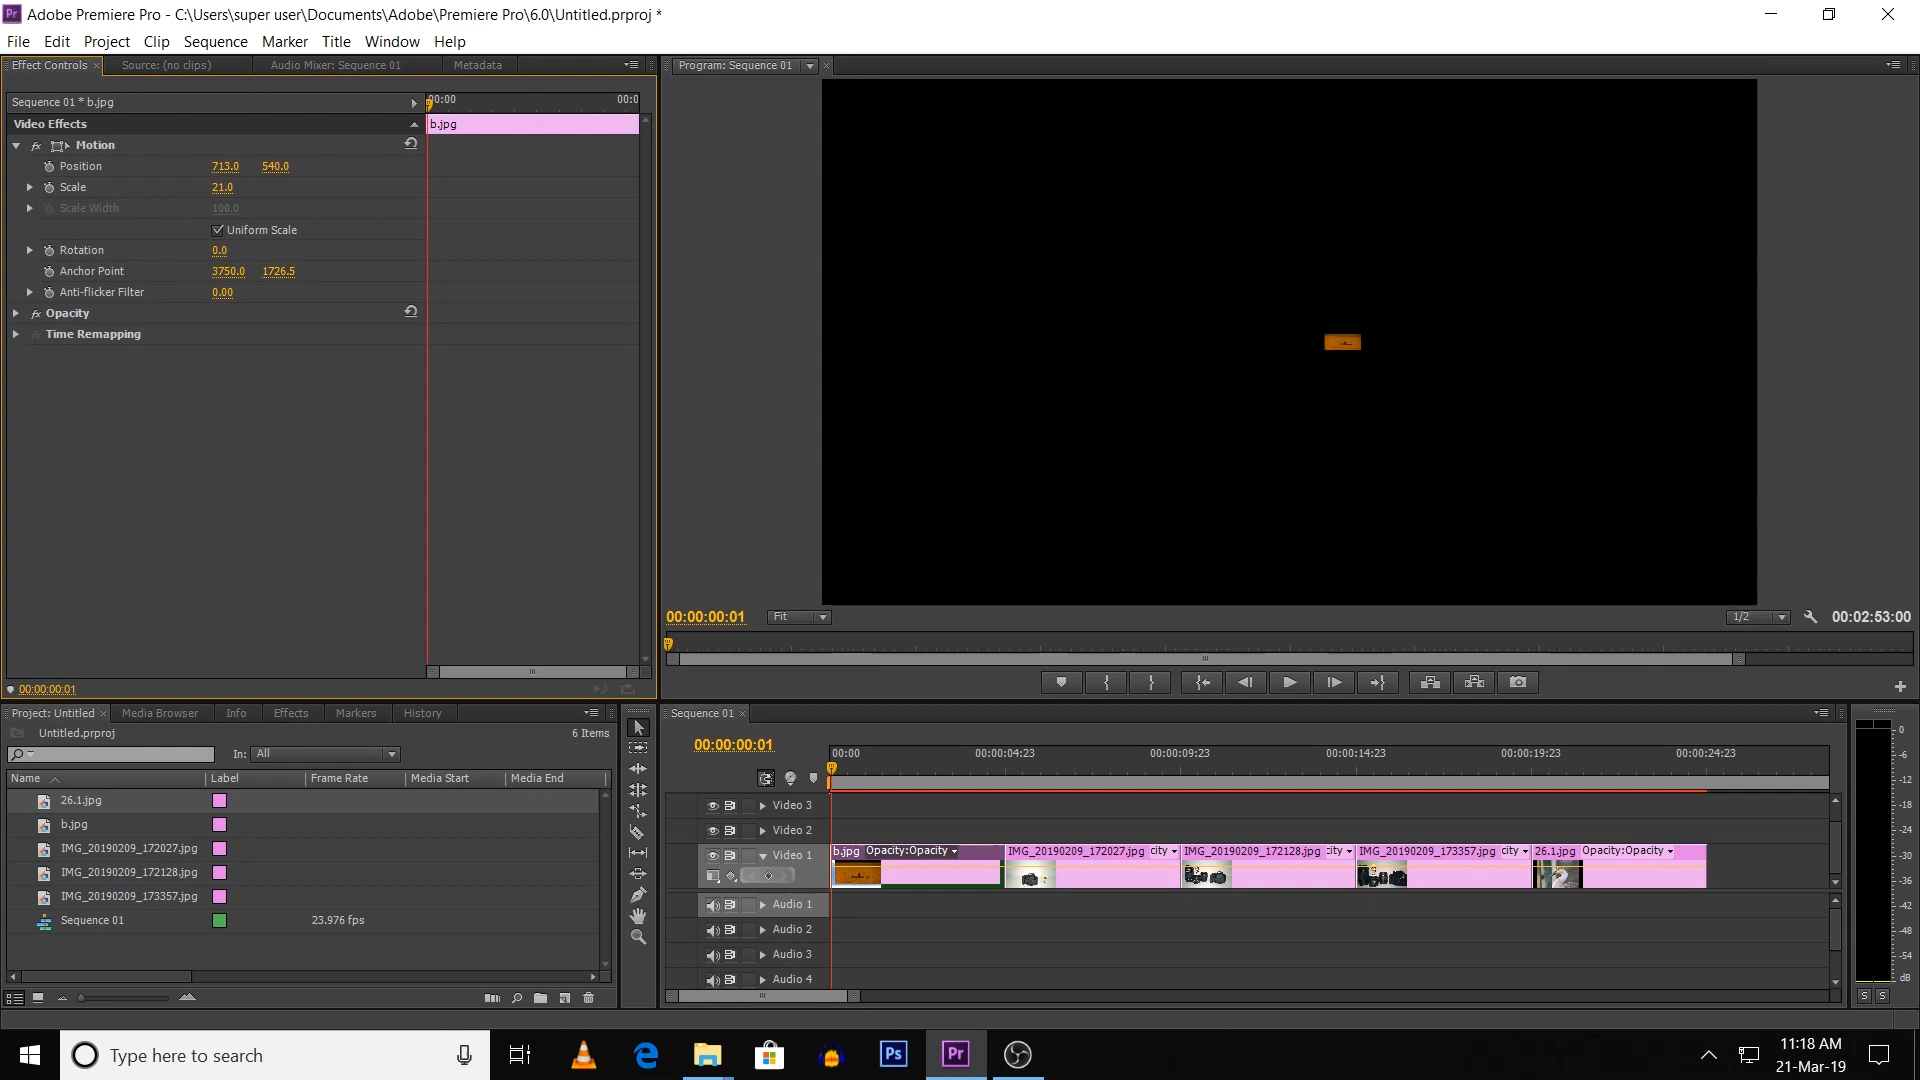 Adobe Premiere Pro - C:\Users\super user\Documents\Adobe\Premiere Pro\6.0\Untitled.prproj *
File Edit Project Clip Sequence Marker Title Window Help
Effect Controls Source: (no clips) Audio Mixer: Sequence 01 Metadata
Program: Sequence 01
Sequence 01 * b.jpg
00:00 00:0
Video Effects
b.jpg
fx Motion
Position 713.0 540.0
Scale 21.0
Scale Width 100.0
Uniform Scale
Rotation 0.0
Anchor Point 3750.0 1726.5
Anti-flicker Filter 0.00
fx Opacity
Time Remapping
00:00:00:01 Fit 1/2 00:02:53:00
00:00:00:01
Project: Untitled Media Browser Info Effects Markers History
Untitled.prproj 6 Items
In: All
Name Label Frame Rate Media Start Media End
26.1.jpg
b.jpg
IMG_20190209_172027.jpg
IMG_20190209_172128.jpg
IMG_20190209_173357.jpg
Sequence 01 23.976 fps
Sequence 01
00:00:00:01
00:00 00:00:04:23 00:00:09:23 00:00:14:23 00:00:19:23 00:00:24:23
Video 3
Video 2
Video 1
b.jpg Opacity:Opacity IMG_20190209_172027.jpg city IMG_20190209_172128.jpg :ity IMG_20190209_173357.jpg city 26.1.jpg Opacity:Opacity
Audio 1
Audio 2
Audio 3
Audio 4
0
-6
-12
-18
-24
-30
-36
-42
-48
-54
dB
S S
Type here to search
Ps
Pr
11:18 AM
21-Mar-19